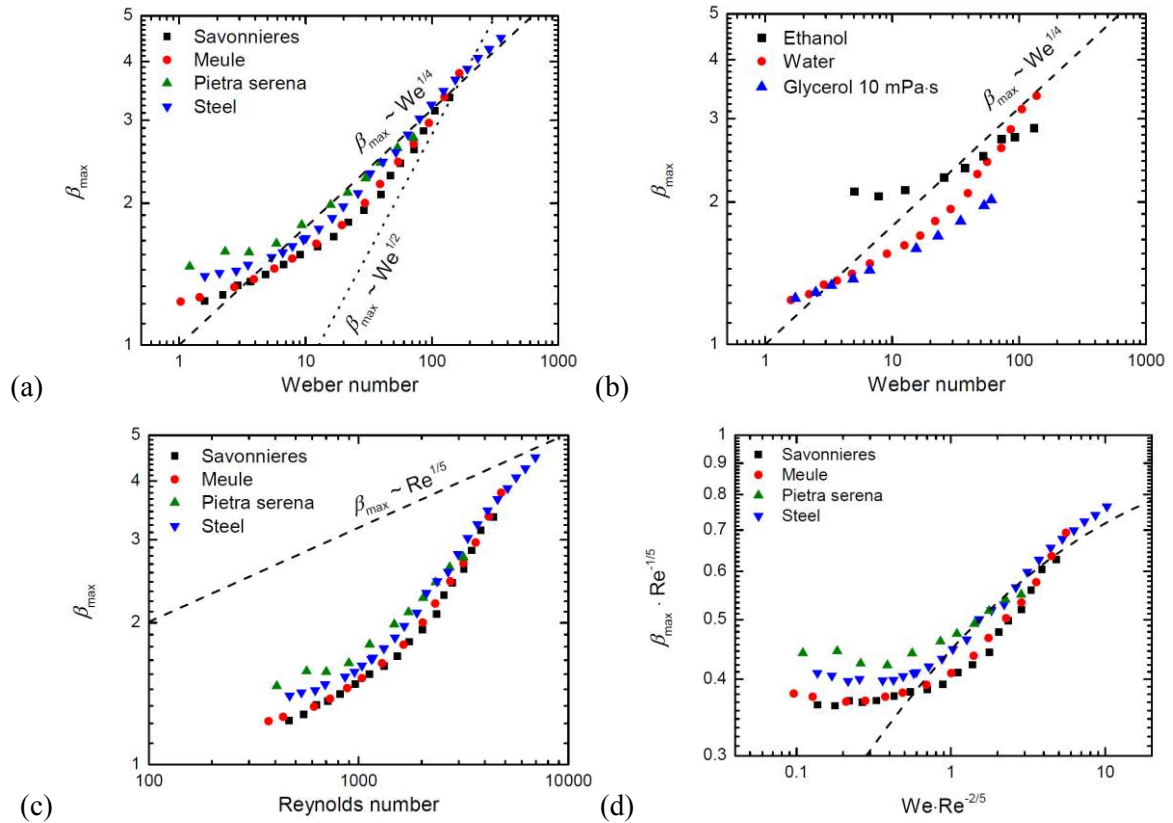 5
4
3
2
1
β_max
Savonnieres
Meule
Pietra serena
Steel
β_max ~ We^1/4
β_max ~ We^1/2
1
10
100
1000
Weber number
(a)
5
4
3
2
1
β_max
Ethanol
Water
Glycerol 10 mPa·s
β_max ~ We^1/4
1
10
100
1000
Weber number
(b)
5
4
3
2
1
β_max
Savonnieres
Meule
Pietra serena
Steel
β_max ~ Re^1/5
100
1000
10000
Reynolds number
(c)
1
0.9
0.8
0.7
0.6
0.5
0.4
0.3
β_max · Re^-1/5
Savonnieres
Meule
Pietra serena
Steel
0.1
1
10
We·Re^-2/5
(d)